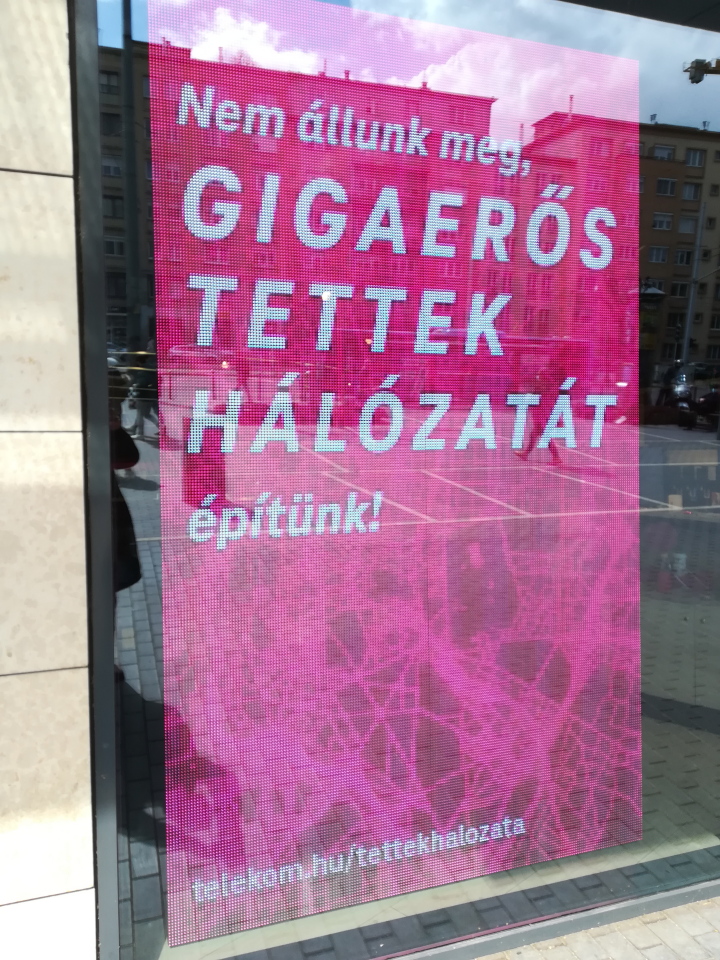 Nem állunk meg,
GIGAERŐS
TETTEK
HÁLÓZATÁT
építünk!
telekom.hu/tettekhalozata